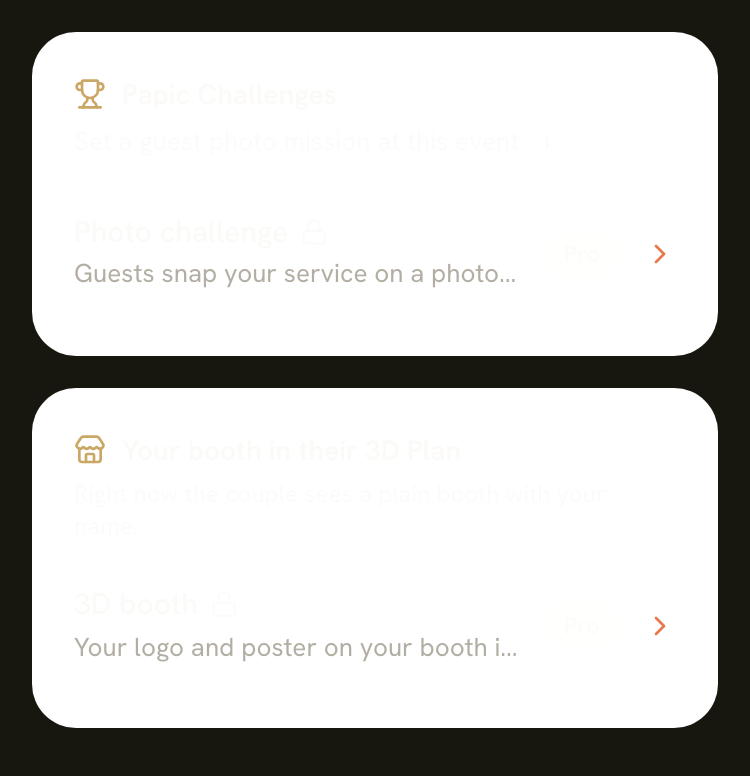 Papic Challenges
Set a guest photo mission at this event
Photo challenge
Pro
Guests snap your service on a photo...
Your booth in their 3D Plan
Right now the couple sees a plain booth with your
name.
3D booth
Pro
Your logo and poster on your booth i...